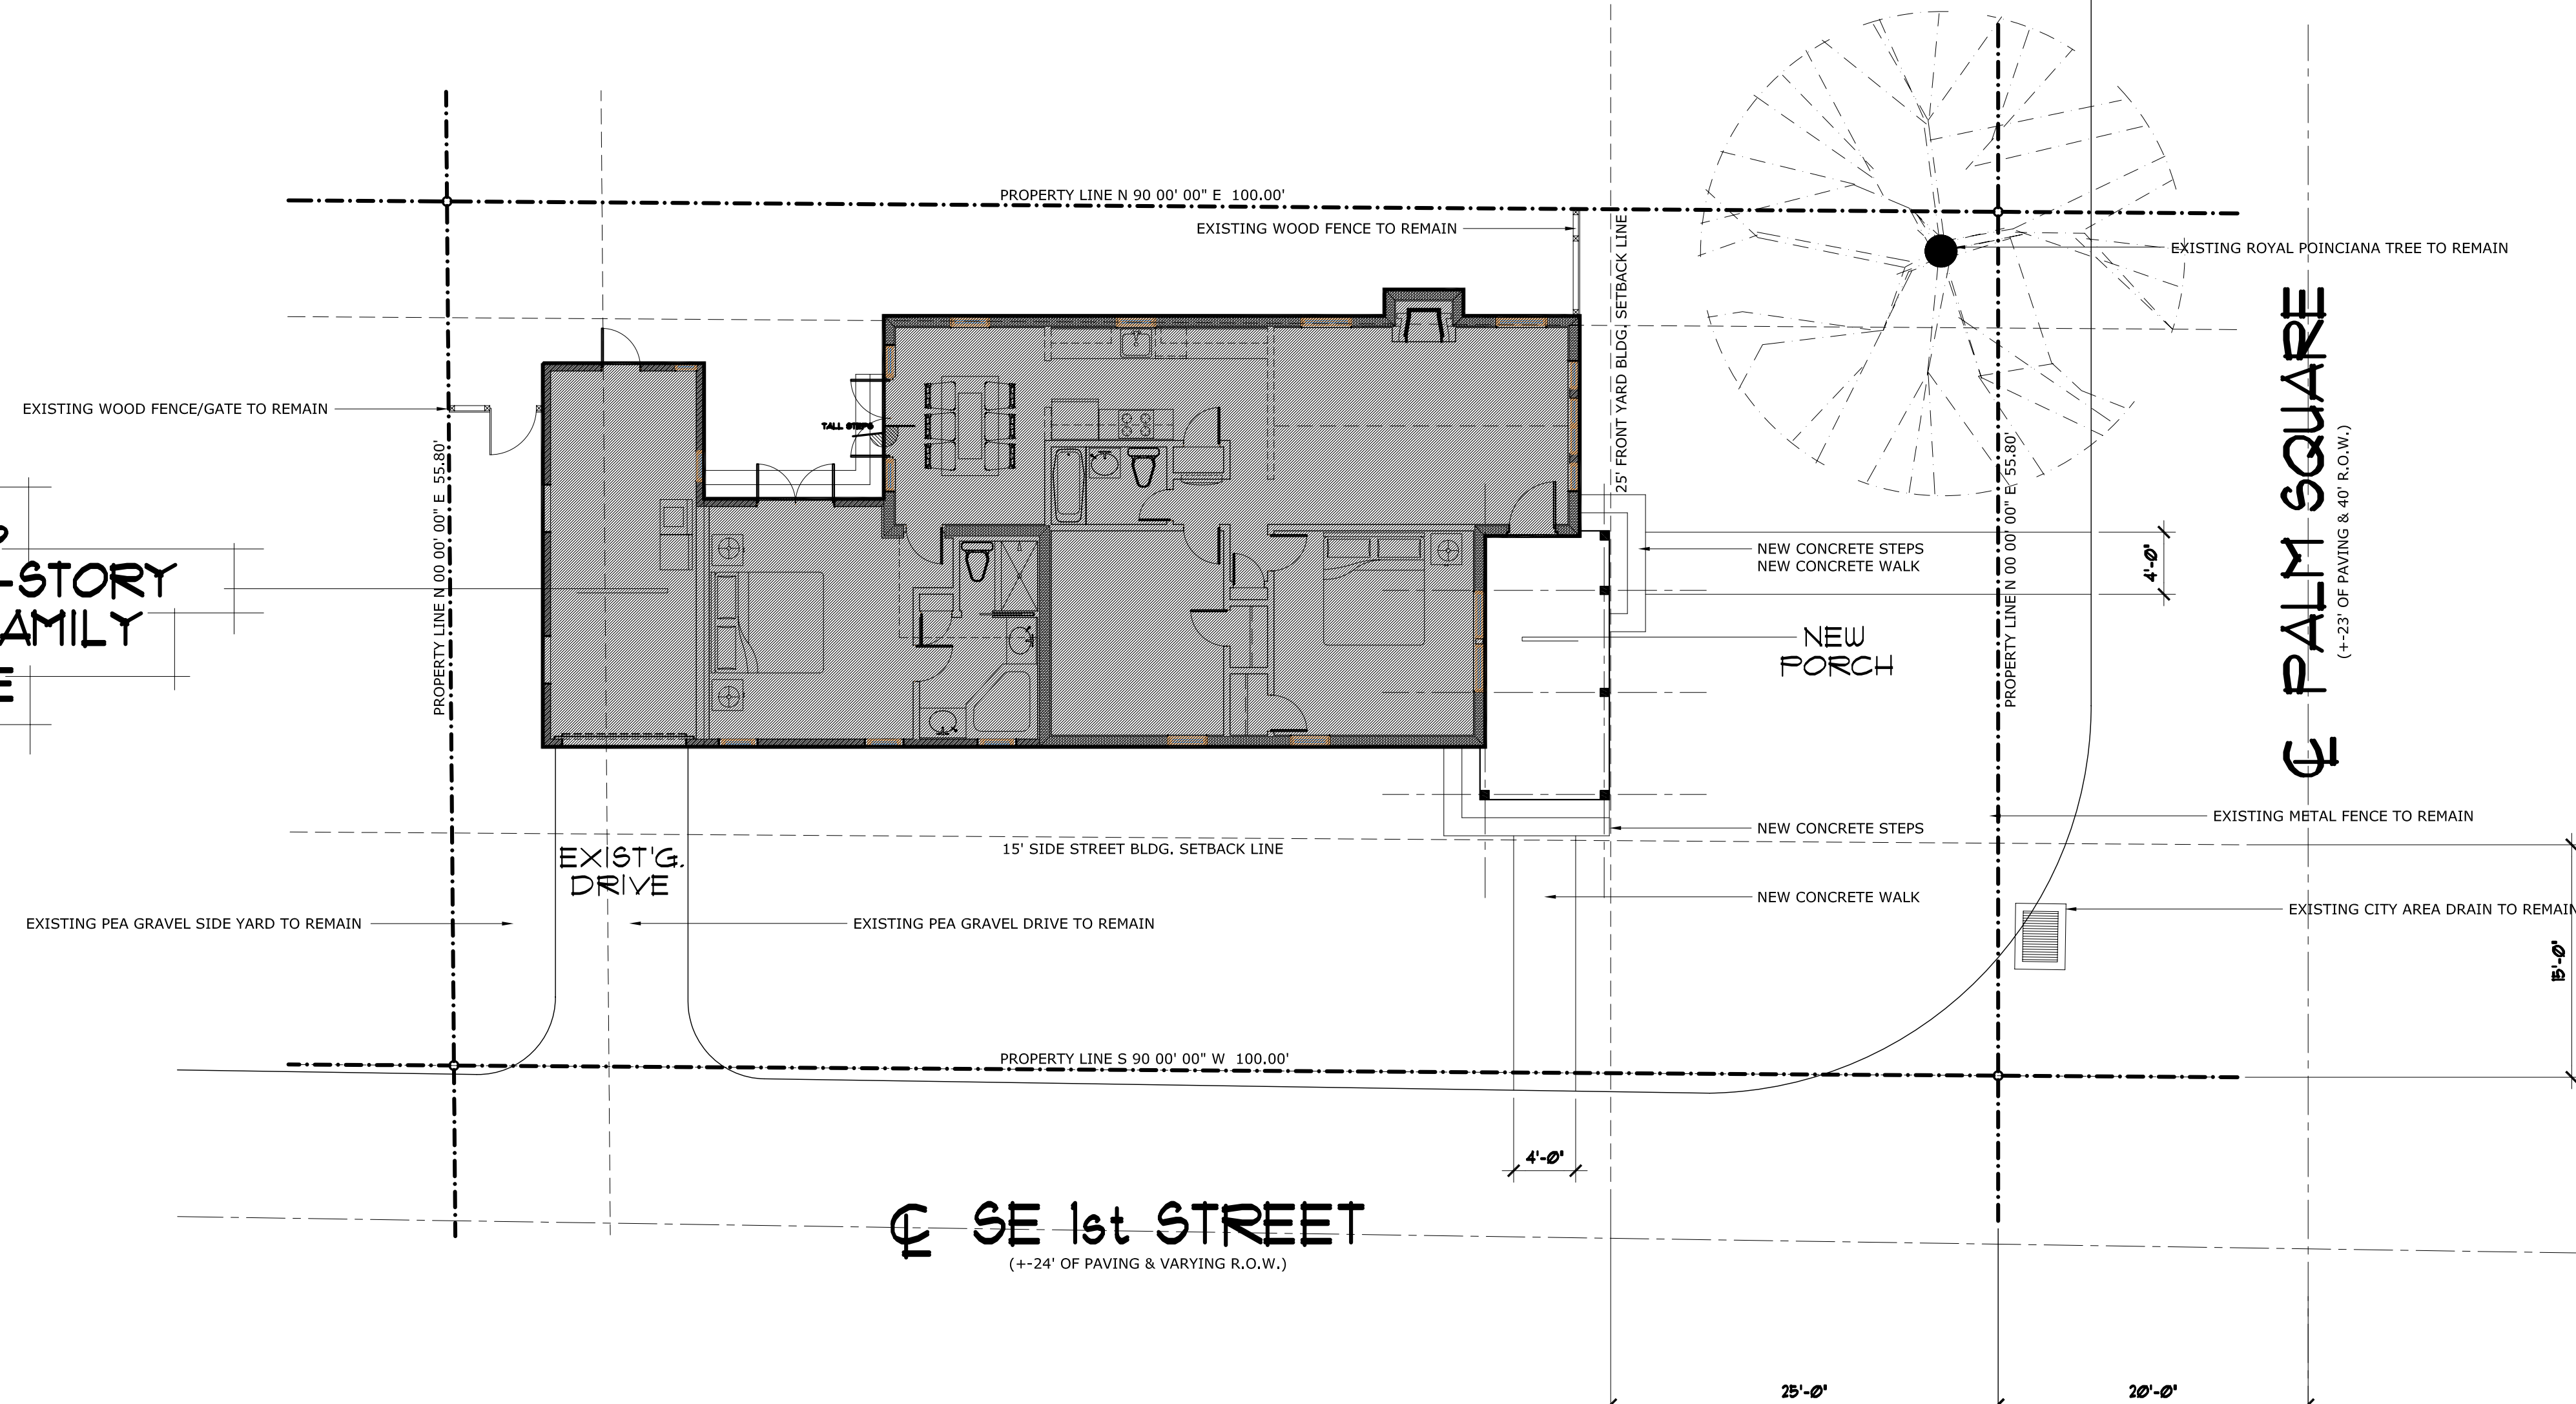 PROPERTY LINE N 90 00' 00" E 100.00'
EXISTING WOOD FENCE TO REMAIN
25' FRONT YARD BLDG. SETBACK LINE
EXISTING ROYAL POINCIANA TREE TO REMAIN
EXISTING WOOD FENCE/GATE TO REMAIN
TALL STEPS
PROPERTY LINE N 00 00' 00" E 55.80'
-STORY
AMILY
E
PROPERTY LINE N 00 00' 00" E 55.80'
℄ PALM SQUARE
(+-23' OF PAVING & 40' R.O.W.)
NEW CONCRETE STEPS
NEW CONCRETE WALK
4'-0"
NEW
PORCH
EXISTING METAL FENCE TO REMAIN
NEW CONCRETE STEPS
15' SIDE STREET BLDG. SETBACK LINE
EXIST'G.
DRIVE
NEW CONCRETE WALK
EXISTING CITY AREA DRAIN TO REMAIN
EXISTING PEA GRAVEL SIDE YARD TO REMAIN
EXISTING PEA GRAVEL DRIVE TO REMAIN
15'-0"
PROPERTY LINE S 90 00' 00" W 100.00'
4'-0"
℄ SE 1st STREET
(+-24' OF PAVING & VARYING R.O.W.)
25'-0"
20'-0"